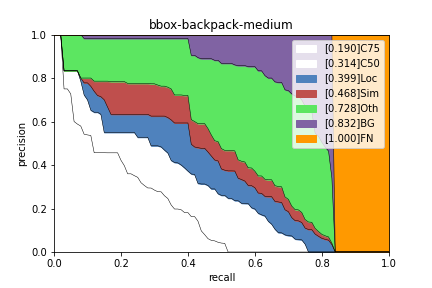 bbox-backpack-medium
1.0
0.8
0.6
0.4
0.2
0.0
precision
[0.190]C75
[0.314]C50
[0.399]Loc
[0.468]Sim
[0.728]Oth
[0.832]BG
[1.000]FN
0.0 0.2 0.4 0.6 0.8 1.0
recall